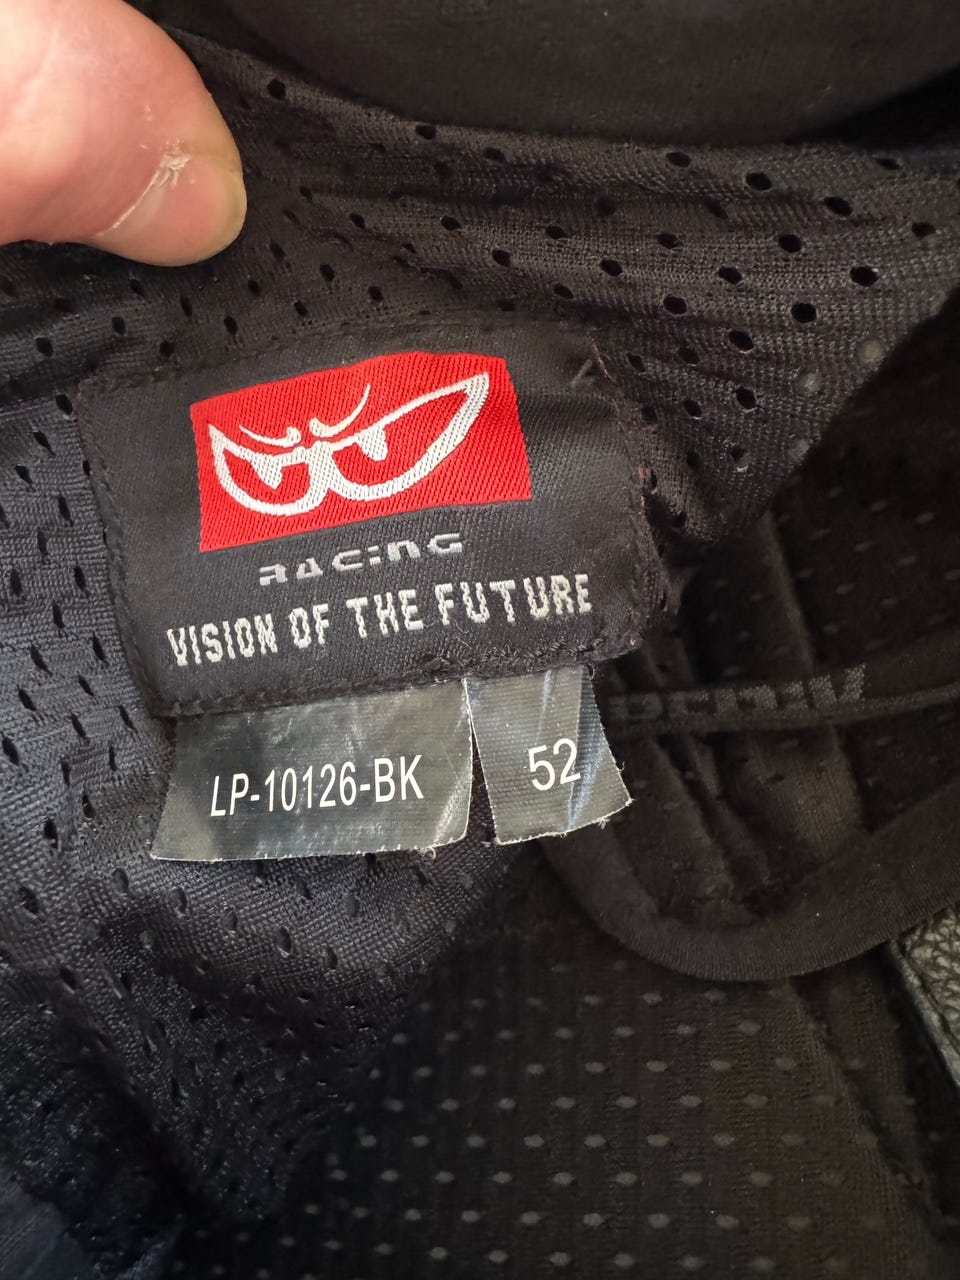 RACING
VISION OF THE FUTURE
LP-10126-BK
52